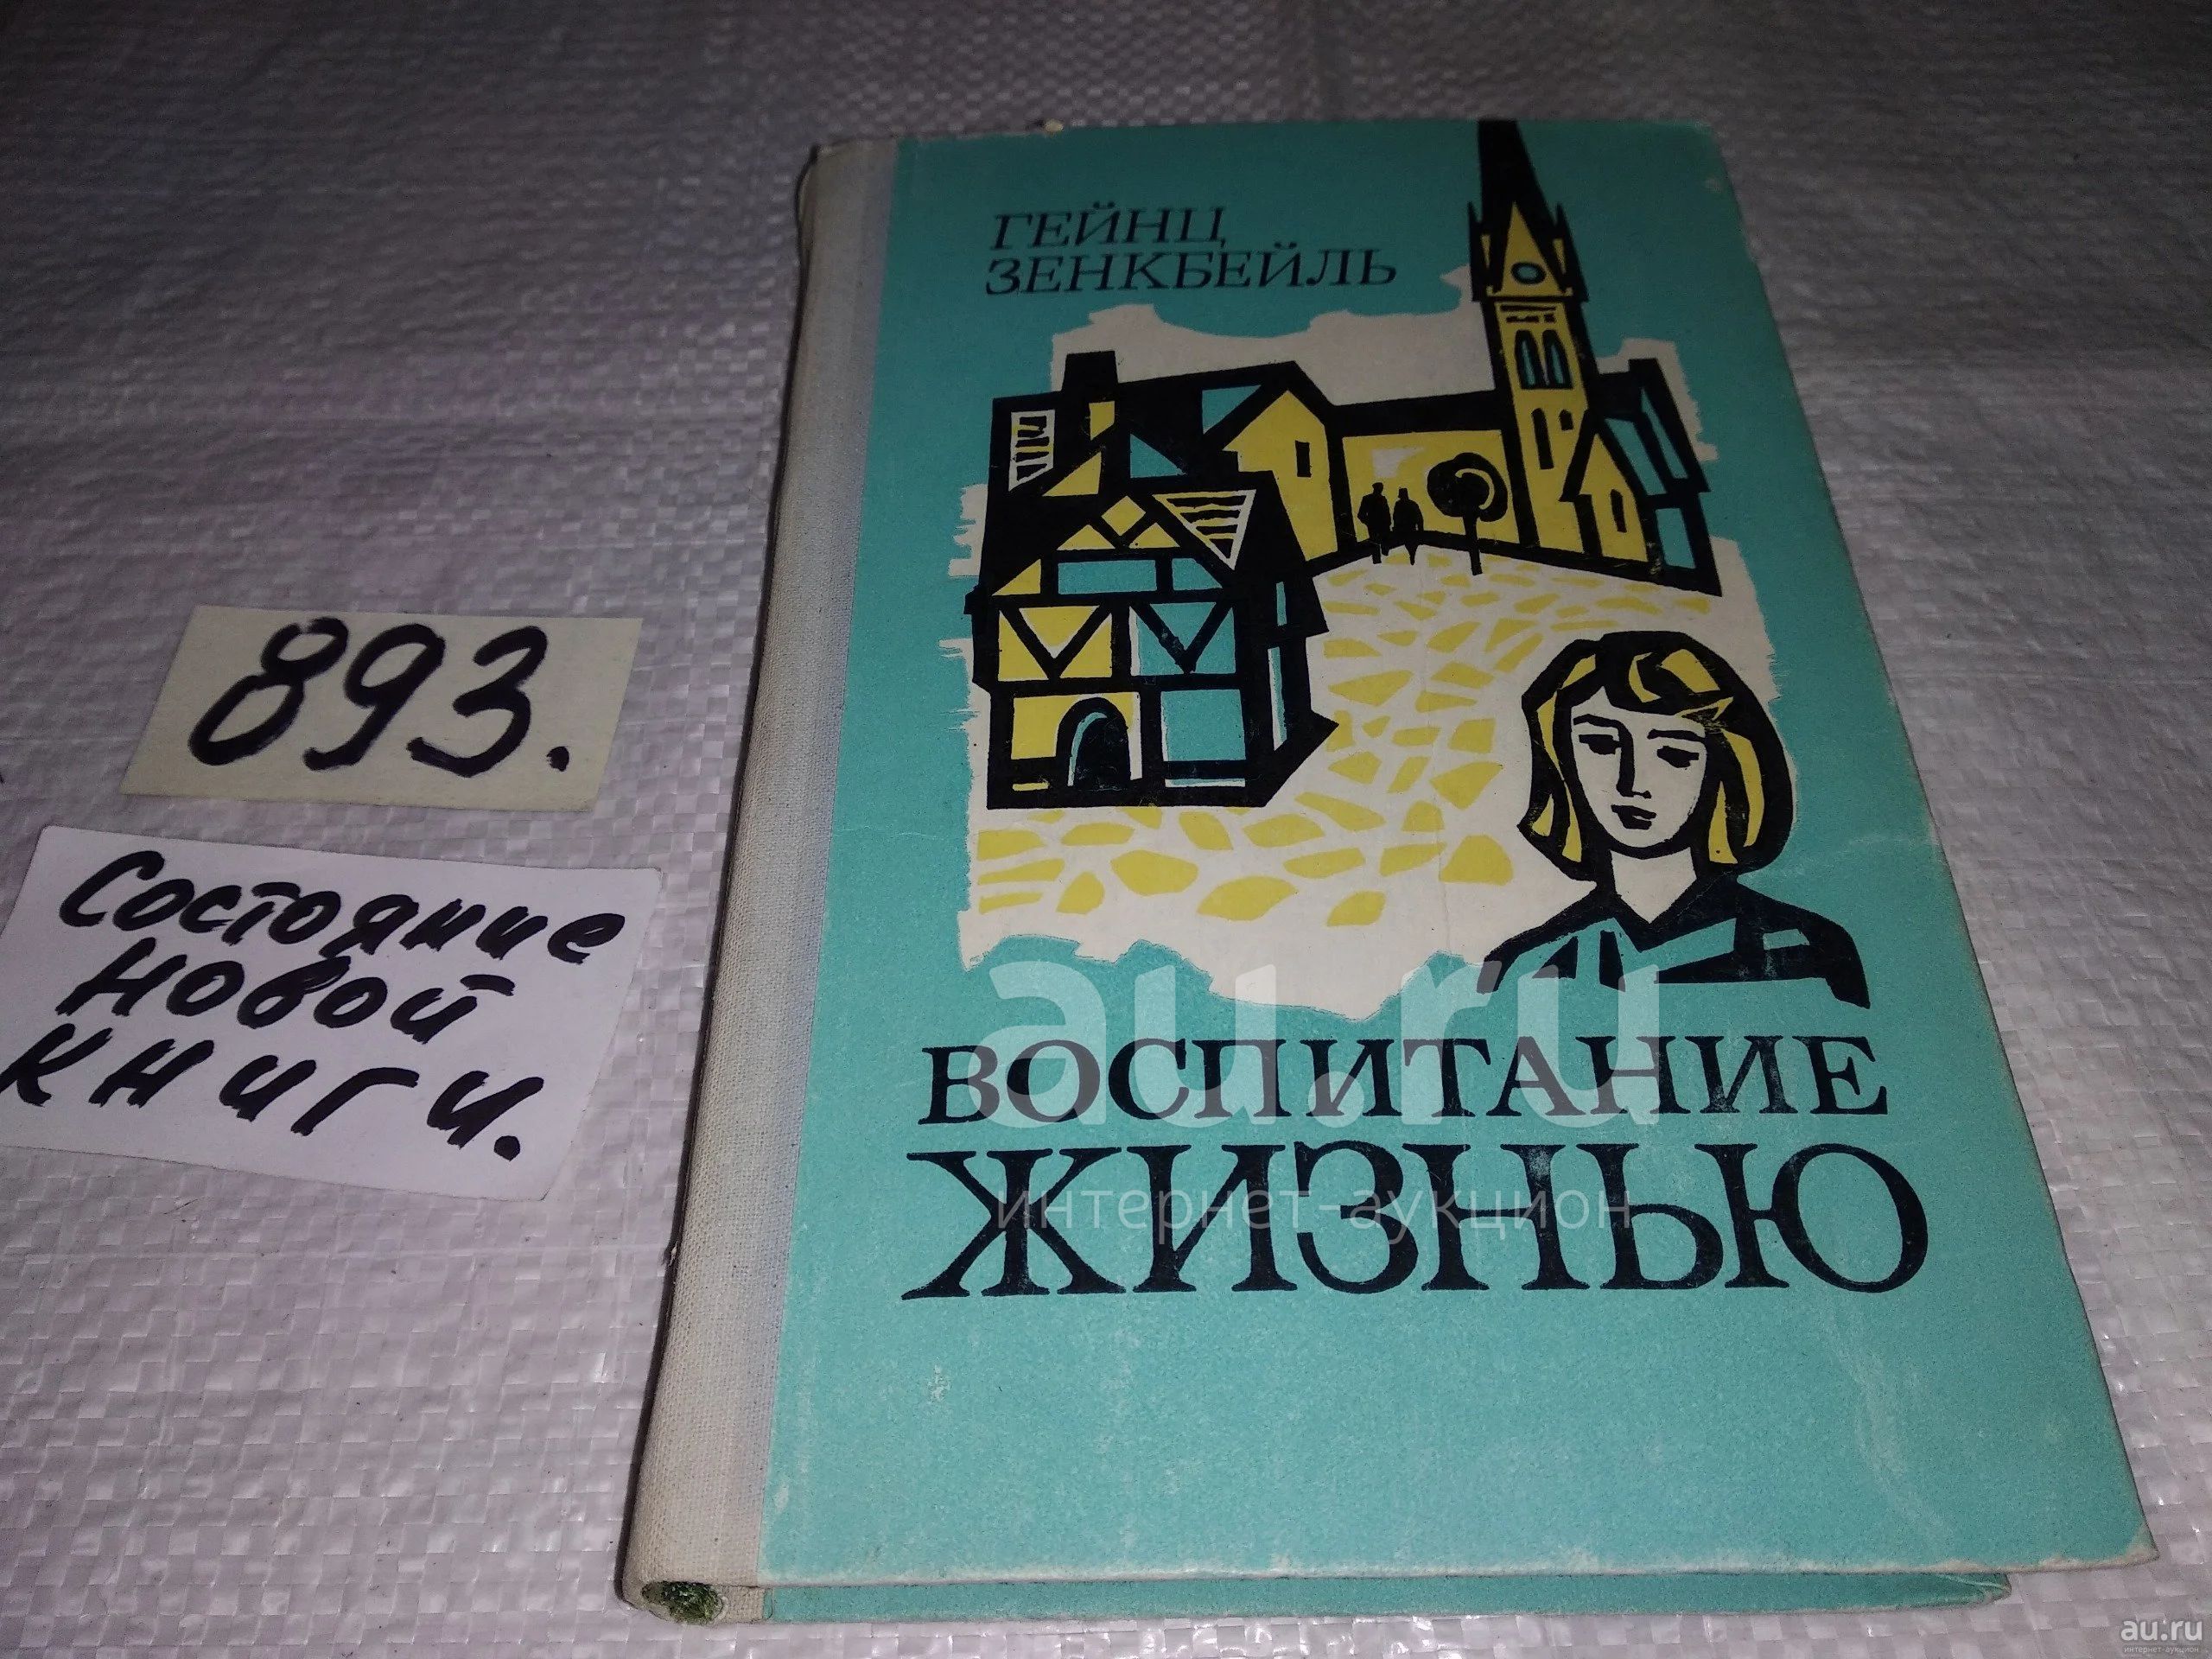 ГЕЙНЦ
ЗЕНКБЕЙЛЬ
893.
Состояние
новой
книги.
au.ru
ВОСПИТАНИЕ
ЖИЗНЬЮ
интернет-аукцион
au.ru
интернет-аукцион